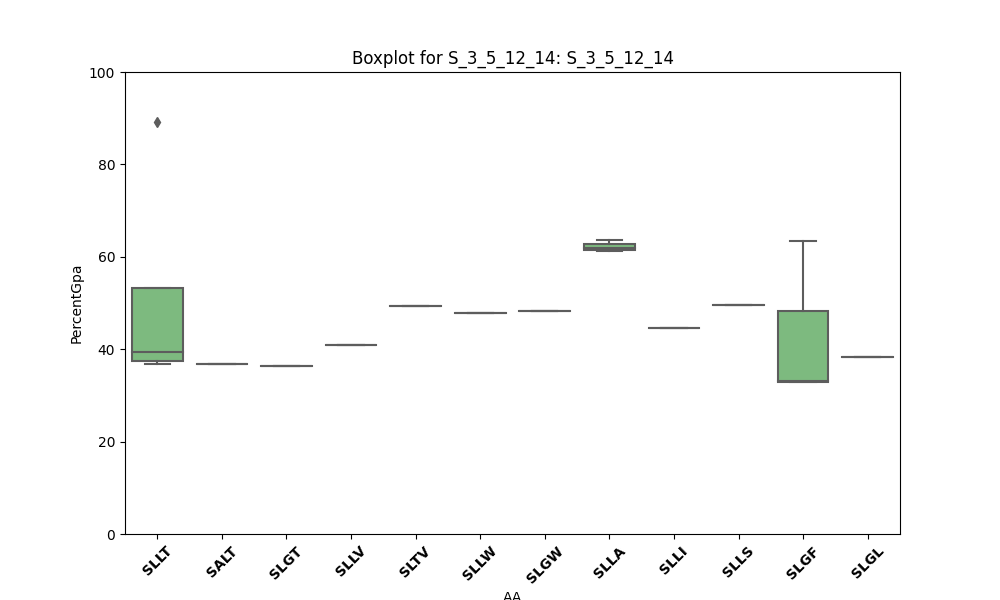 Boxplot for S_3_5_12_14: S_3_5_12_14
100
80
60
40
20
0
PercentGpa
SLLT
SALT
SLGT
SLLV
SLTV
SLLW
SLGW
SLLA
SLLI
SLLS
SLGF
SLGL
AA